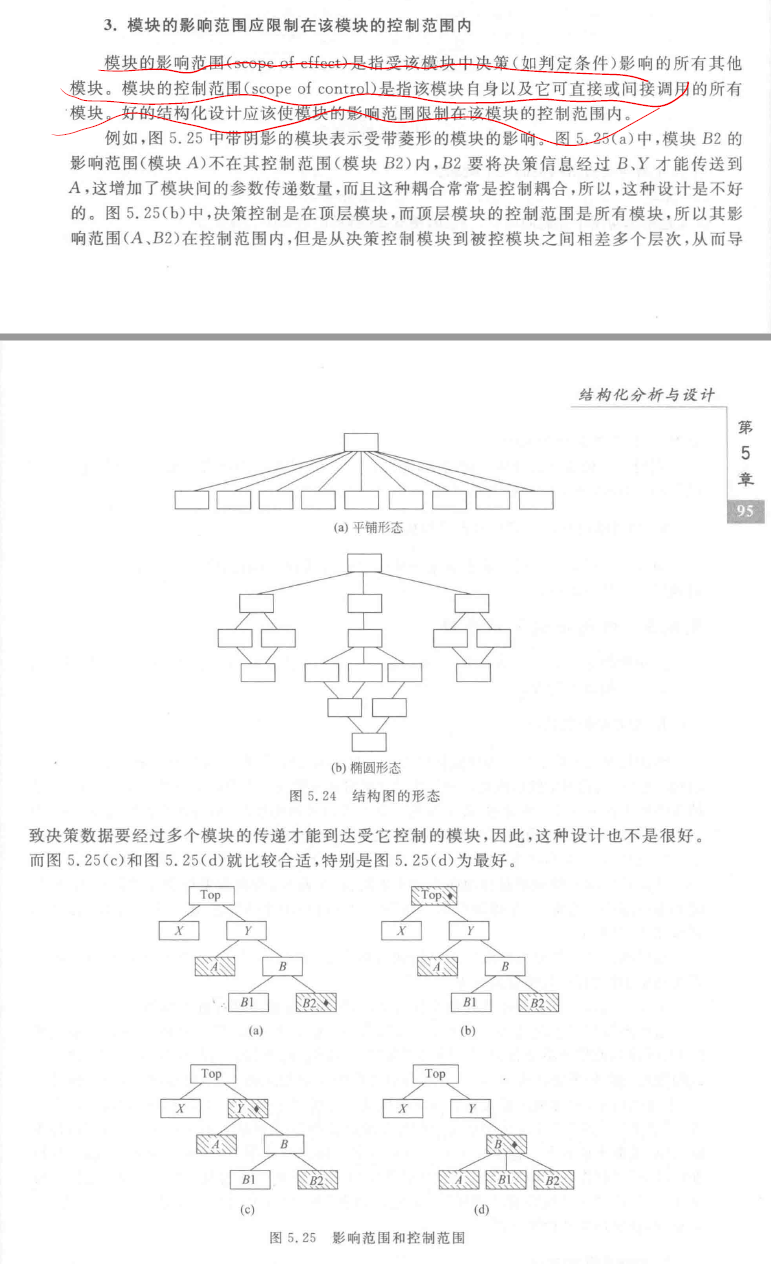 3. 模块的影响范围应限制在该模块的控制范围内
模块的影响范围(scope of effect)是指受该模块中决策(如判定条件)影响的所有其他
模块。模块的控制范围(scope of control)是指该模块自身以及它可直接或间接调用的所有
模块。好的结构化设计应该使模块的影响范围限制在该模块的控制范围内。
例如,图 5.25 中带阴影的模块表示受带菱形的模块的影响。图 5.25(a)中,模块 B2 的
影响范围(模块 A)不在其控制范围(模块 B2)内,B2 要将决策信息经过 B、Y 才能传送到
A,这增加了模块间的参数传递数量,而且这种耦合常常是控制耦合,所以,这种设计是不好
的。图 5.25(b)中,决策控制是在顶层模块,而顶层模块的控制范围是所有模块,所以其影
响范围(A、B2)在控制范围内,但是从决策控制模块到被控模块之间相差多个层次,从而导
结构化分析与设计
第
5
章
95
(a) 平铺形态
(b) 椭圆形态
图 5.24 结构图的形态
致决策数据要经过多个模块的传递才能到达受它控制的模块,因此,这种设计也不是很好。
而图 5.25(c)和图 5.25(d)就比较合适,特别是图 5.25(d)为最好。
Top
X Y
A B
B1 B2
(a)
Top
X Y
A B
B1 B2
(b)
Top
X Y
A B
B1 B2
(c)
Top
X Y
B
A B1 B2
(d)
图 5.25 影响范围和控制范围